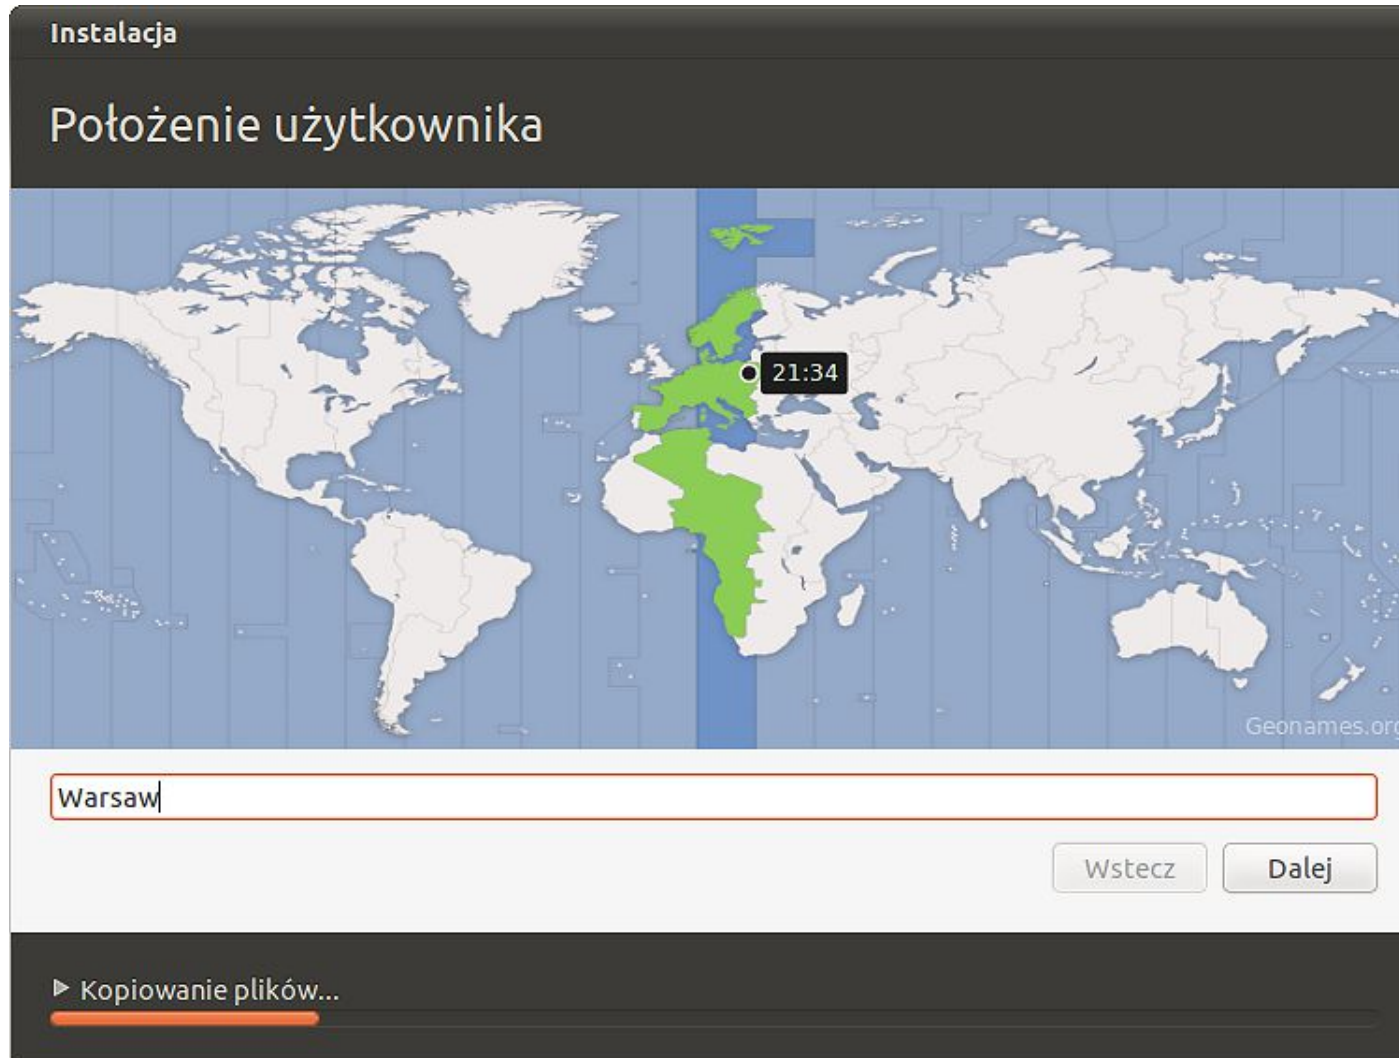 Instalacja
Położenie użytkownika
21:34
Geonames.org
Warsaw
Wstecz
Dalej
Kopiowanie plików...